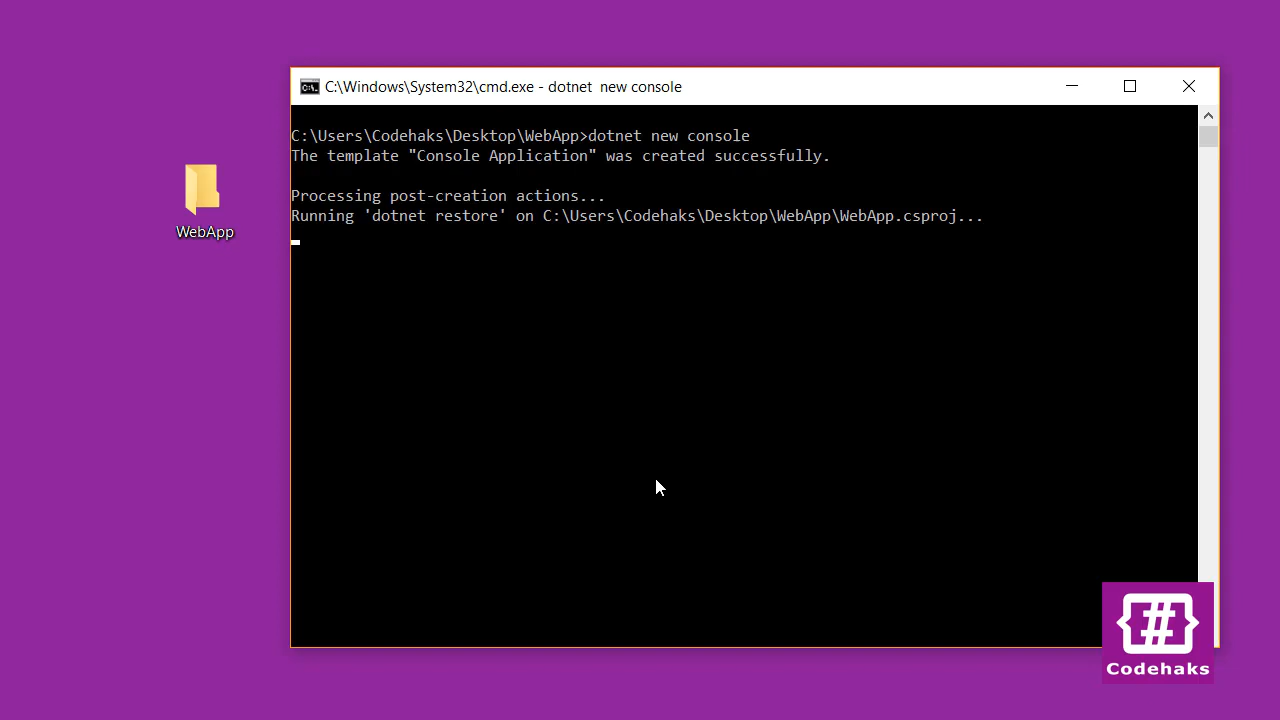 C:\Windows\System32\cmd.exe - dotnet  new console
C:\Users\Codehaks\Desktop\WebApp>dotnet new console
The template "Console Application" was created successfully.
Processing post-creation actions...
Running 'dotnet restore' on C:\Users\Codehaks\Desktop\WebApp\WebApp.csproj...
WebApp
{#}
Codehaks